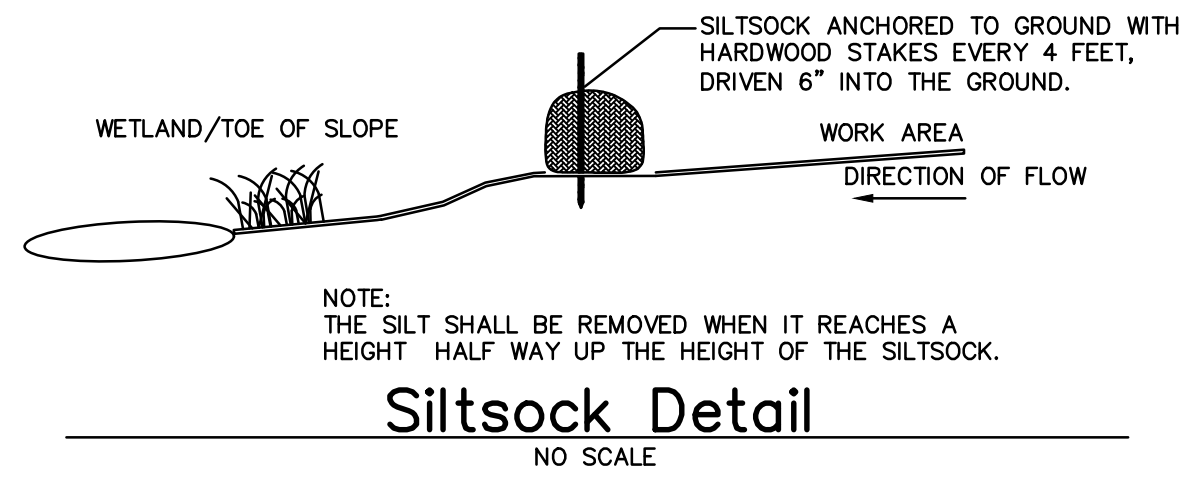 SILTSOCK ANCHORED TO GROUND WITH
HARDWOOD STAKES EVERY 4 FEET,
DRIVEN 6" INTO THE GROUND.
WETLAND/TOE OF SLOPE
WORK AREA
DIRECTION OF FLOW
NOTE:
THE SILT SHALL BE REMOVED WHEN IT REACHES A
HEIGHT HALF WAY UP THE HEIGHT OF THE SILTSOCK.
Siltsock Detail
NO SCALE